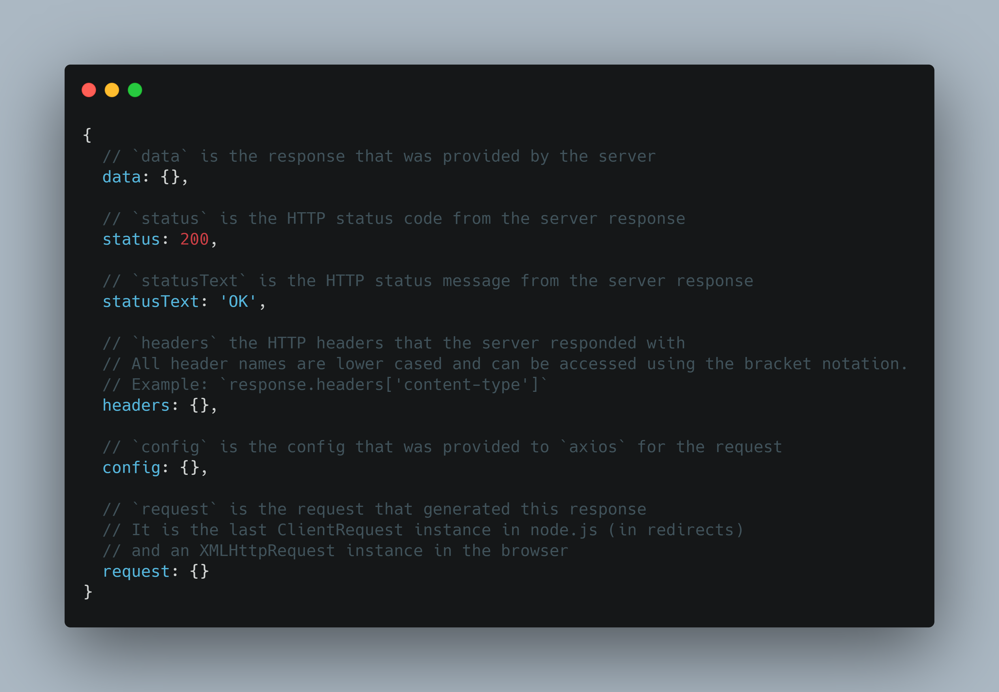 {
  // `data` is the response that was provided by the server
  data: {},

  // `status` is the HTTP status code from the server response
  status: 200,

  // `statusText` is the HTTP status message from the server response
  statusText: 'OK',

  // `headers` the HTTP headers that the server responded with
  // All header names are lower cased and can be accessed using the bracket notation.
  // Example: `response.headers['content-type']`
  headers: {},

  // `config` is the config that was provided to `axios` for the request
  config: {},

  // `request` is the request that generated this response
  // It is the last ClientRequest instance in node.js (in redirects)
  // and an XMLHttpRequest instance in the browser
  request: {}
}